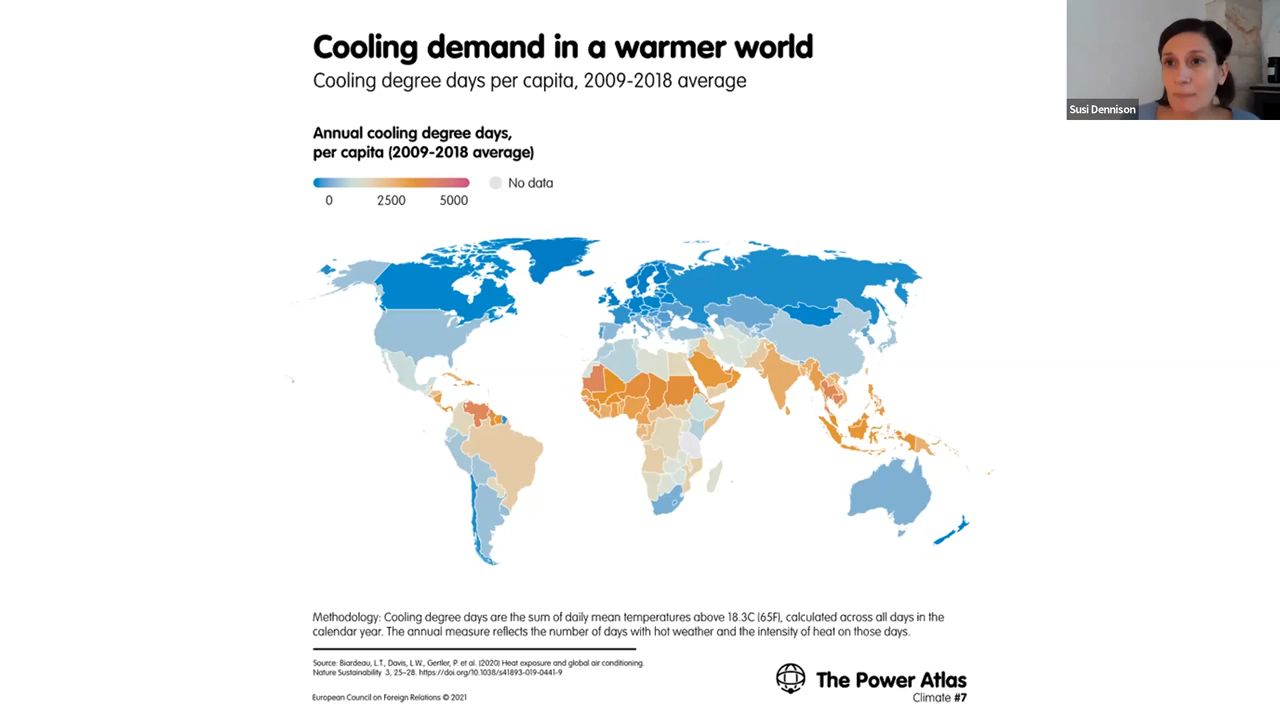 Cooling demand in a warmer world
Cooling degree days per capita, 2009-2018 average
Susi Dennison
Annual cooling degree days,
per capita (2009-2018 average)
No data
0 2500 5000
Methodology: Cooling degree days are the sum of daily mean temperatures above 18.3C (65F), calculated across all days in the
calendar year. The annual measure reflects the number of days with hot weather and the intensity of heat on those days.
Source: Biardeau, L.T., Davis, L.W., Gertler, P. et al. (2020) Heat exposure and global air conditioning.
Nature Sustainability 3, 25–28. https://doi.org/10.1038/s41893-019-0441-9
The Power Atlas
European Council on Foreign Relations © 2021
Climate #7